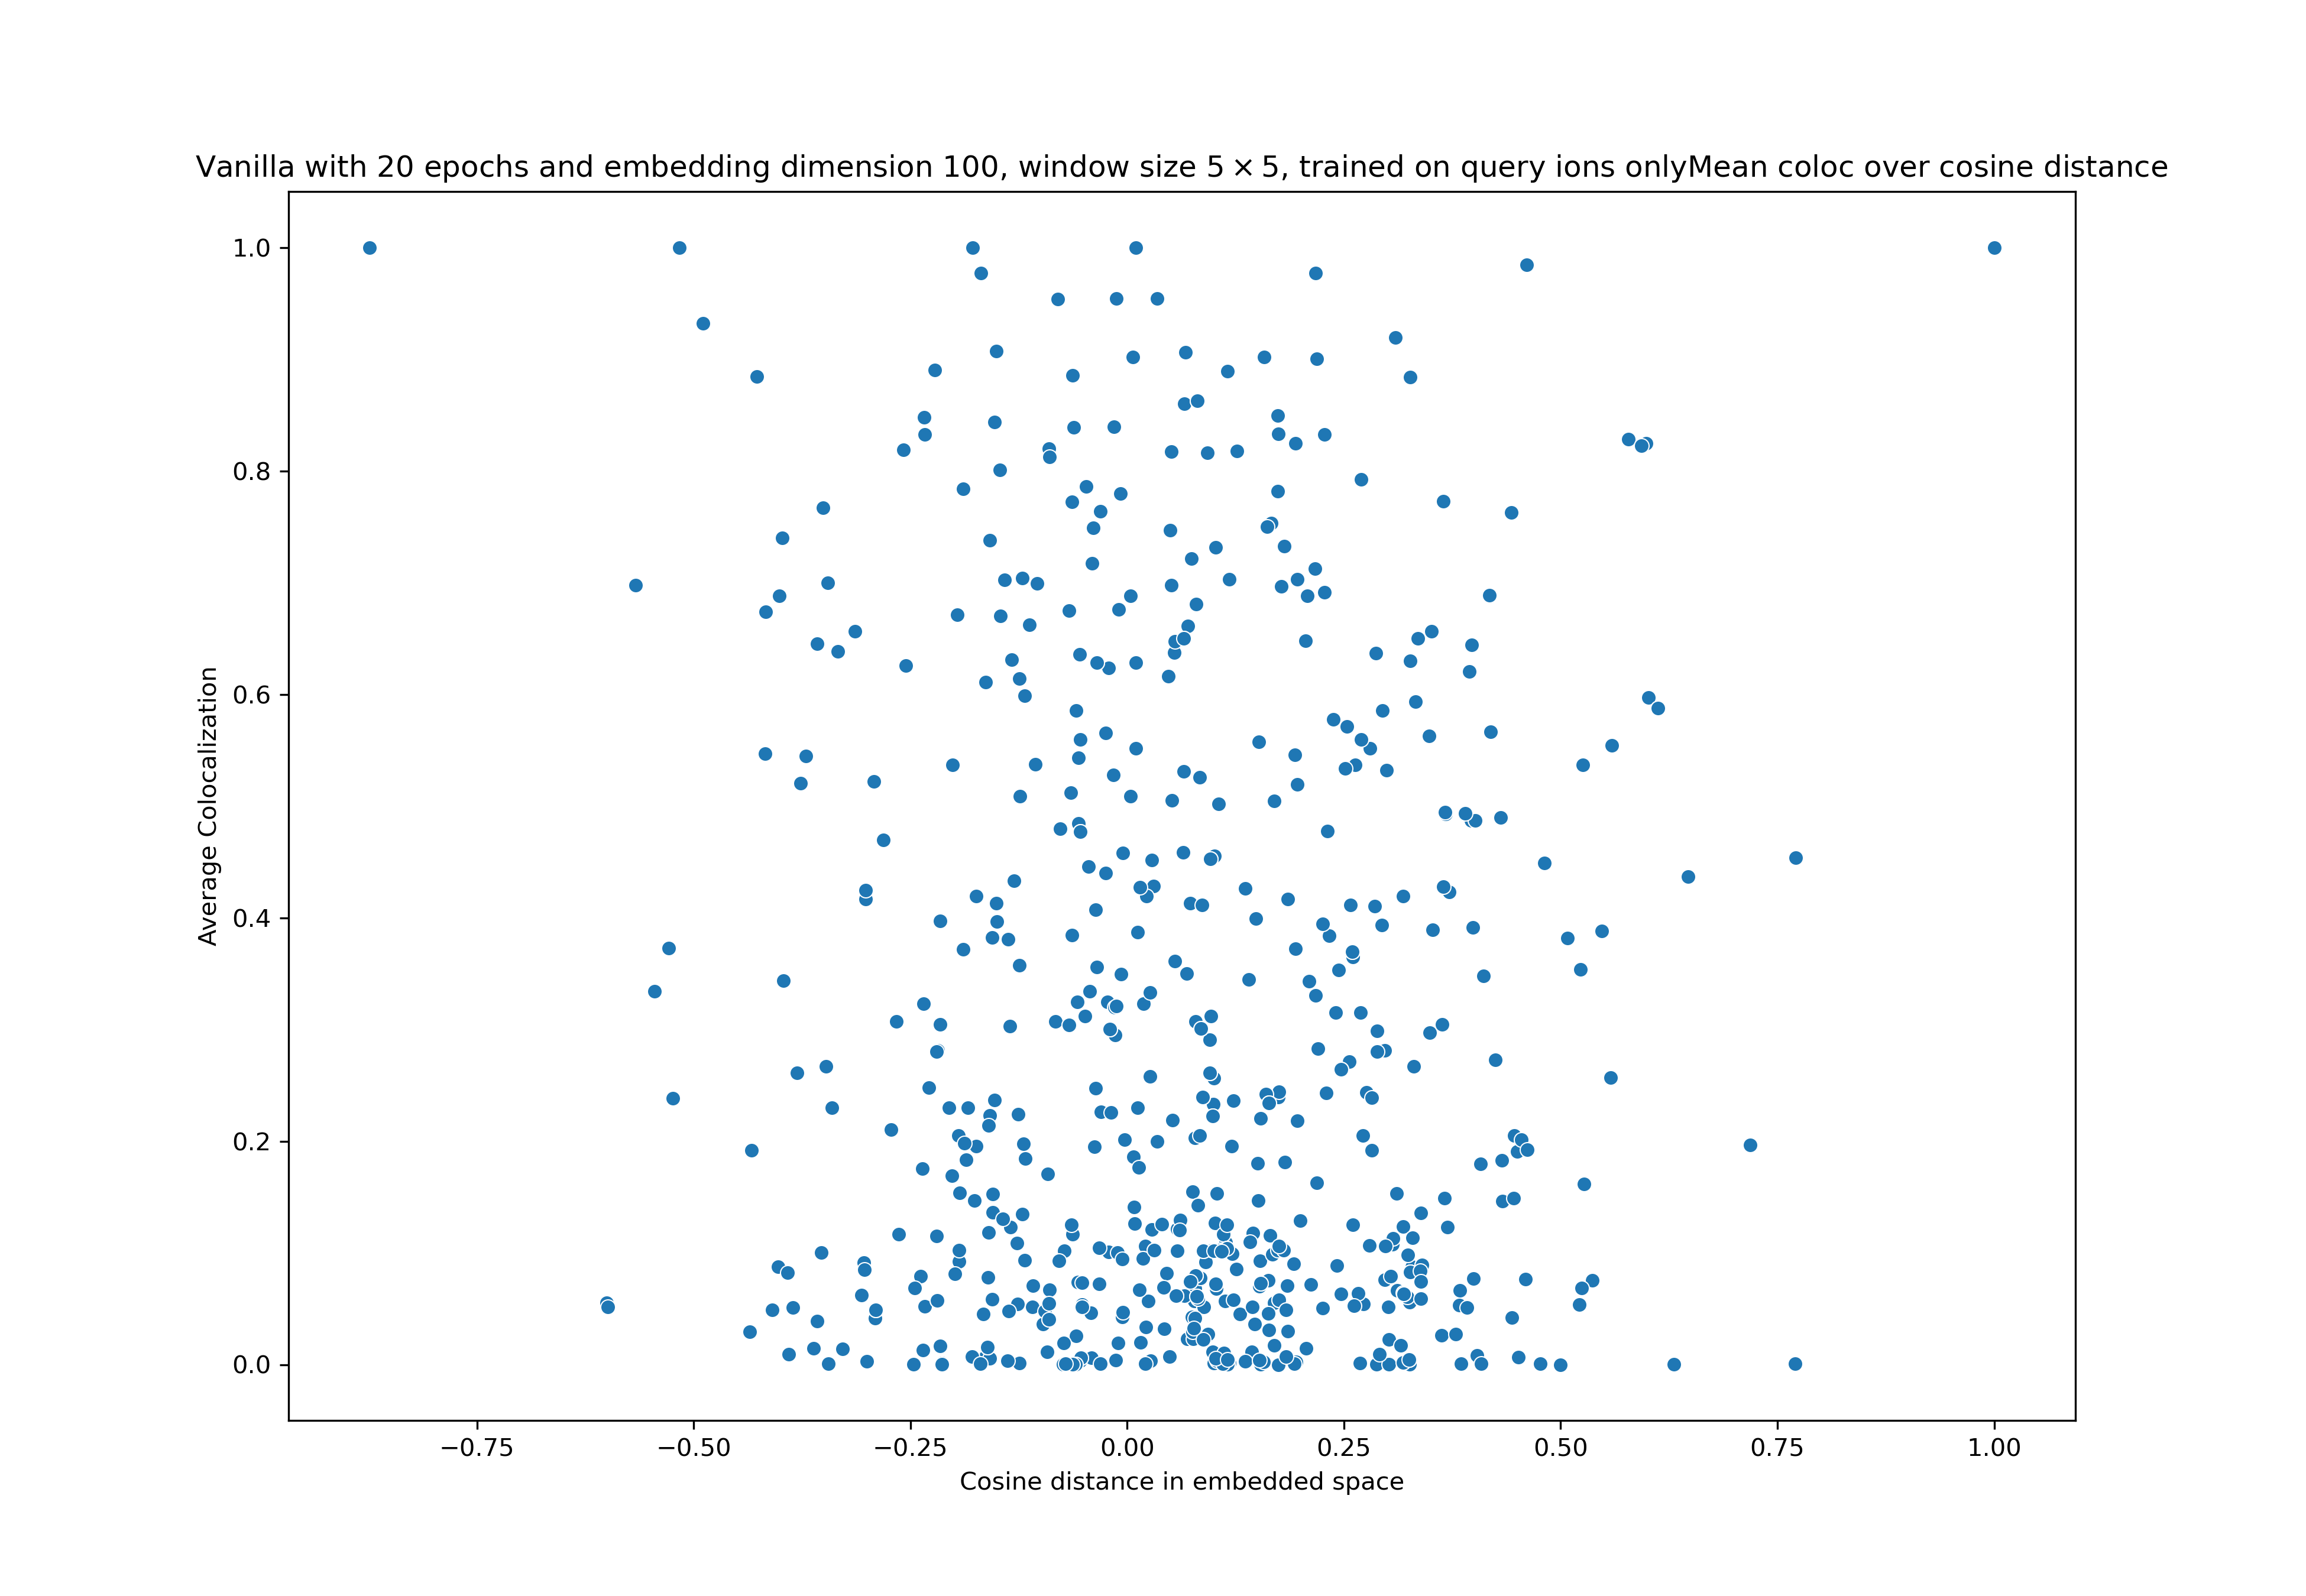 Vanilla with 20 epochs and embedding dimension 100, window size 5 × 5, trained on query ions onlyMean coloc over cosine distance
Average Colocalization
1.0
0.8
0.6
0.4
0.2
0.0
−0.75 −0.50 −0.25 0.00 0.25 0.50 0.75 1.00
Cosine distance in embedded space